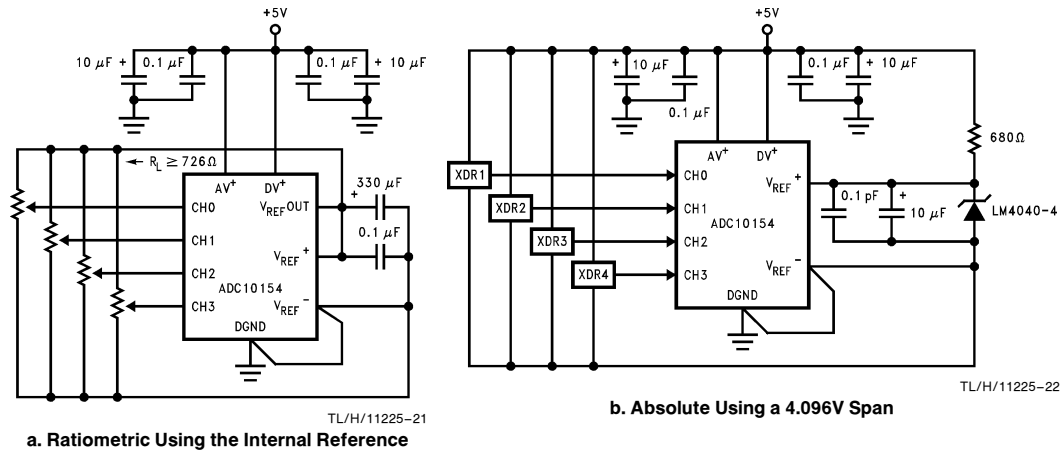 +5V
10 μF +
0.1 μF
0.1 μF
+ 10 μF
R_L ≥ 726Ω
AV+
DV+
330 μF
+
CH0
V_REF OUT
0.1 μF
CH1
CH2
V_REF+
ADC10154
CH3
V_REF−
DGND
TL/H/11225–21
a. Ratiometric Using the Internal Reference
+5V
+ 10 μF
0.1 μF
0.1 μF
+ 10 μF
680Ω
AV+
DV+
XDR1
CH0
V_REF+
XDR2
CH1
0.1 pF
+
10 μF
LM4040-4
ADC10154
XDR3
CH2
XDR4
CH3
V_REF−
DGND
TL/H/11225–22
b. Absolute Using a 4.096V Span